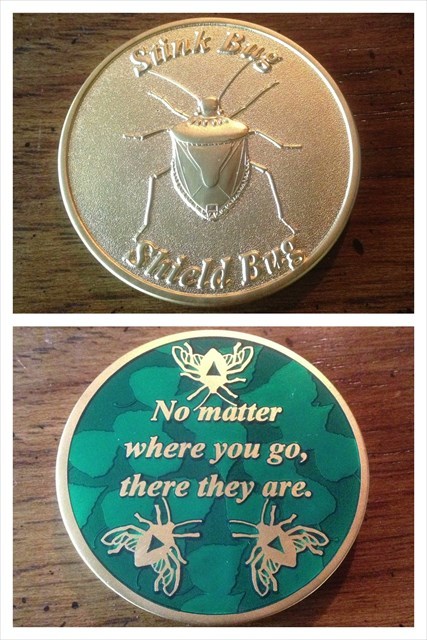 Stink Bug
Shield Bug
No matter
where you go,
there they are.